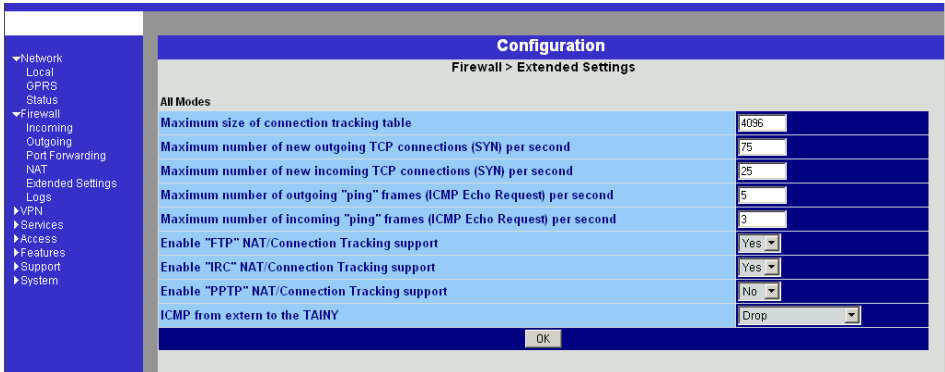 Configuration
Firewall > Extended Settings
Network
Local
GPRS
Status
Firewall
Incoming
Outgoing
Port Forwarding
NAT
Extended Settings
Logs
VPN
Services
Access
Features
Support
System
All Modes
Maximum size of connection tracking table 4096
Maximum number of new outgoing TCP connections (SYN) per second 75
Maximum number of new incoming TCP connections (SYN) per second 25
Maximum number of outgoing "ping" frames (ICMP Echo Request) per second 5
Maximum number of incoming "ping" frames (ICMP Echo Request) per second 3
Enable "FTP" NAT/Connection Tracking support Yes
Enable "IRC" NAT/Connection Tracking support Yes
Enable "PPTP" NAT/Connection Tracking support No
ICMP from extern to the TAINY Drop
OK